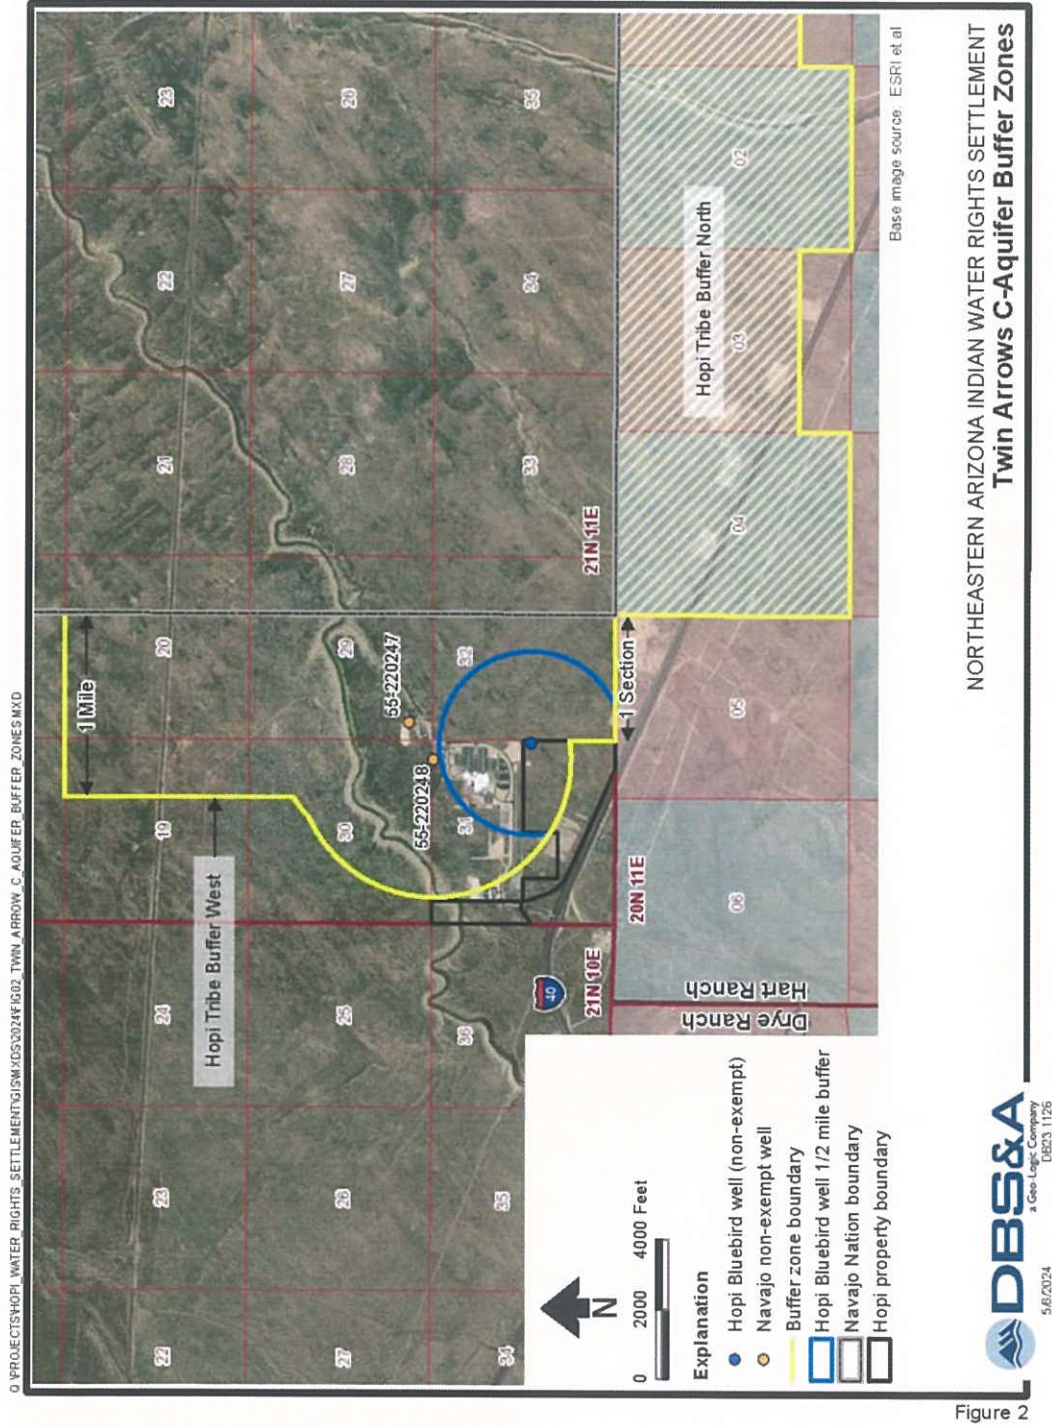 Q:\PROJECTS\HOPI_WATER_RIGHTS_SETTLEMENT\GIS\MXDS\2024\FIG02_TWIN_ARROW_C_AQUIFER_BUFFER_ZONES.MXD
23
24
19
20
21
22
23
1 Mile
Hopi Tribe Buffer West
22
27
26
25
30
29
28
27
26
55-220247
55-220248
34
35
36
31
32
33
34
35
21N 10E
21N 11E
40
20N 11E
1 Section
Hopi Tribe Buffer North
06
05
04
03
02
Drye Ranch
Hart Ranch
N
0 2000 4000 Feet
Explanation
Hopi Bluebird well (non-exempt)
Navajo non-exempt well
Buffer zone boundary
Hopi Bluebird well 1/2 mile buffer
Navajo Nation boundary
Hopi property boundary
Base image source: ESRI et al
NORTHEASTERN ARIZONA INDIAN WATER RIGHTS SETTLEMENT
Twin Arrows C-Aquifer Buffer Zones
DBS&A
a Geo-Logic Company
5/6/2024 DB23.1126
Figure 2